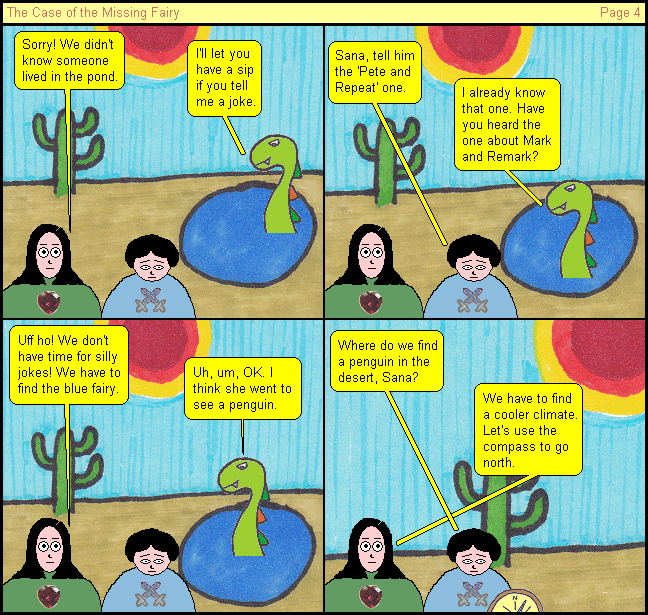 The Case of the Missing Fairy
Page 4
Sorry! We didn't
know someone
lived in the pond.
I'll let you
have a sip
if you tell
me a joke.
Sana, tell him
the 'Pete and
Repeat' one.
I already know
that one. Have
you heard the
one about Mark
and Remark?
Uff ho! We don't
have time for silly
jokes! We have to
find the blue fairy.
Uh, um, OK. I
think she went to
see a penguin.
Where do we find
a penguin in the
desert, Sana?
We have to find
a cooler climate.
Let's use the
compass to go
north.
N